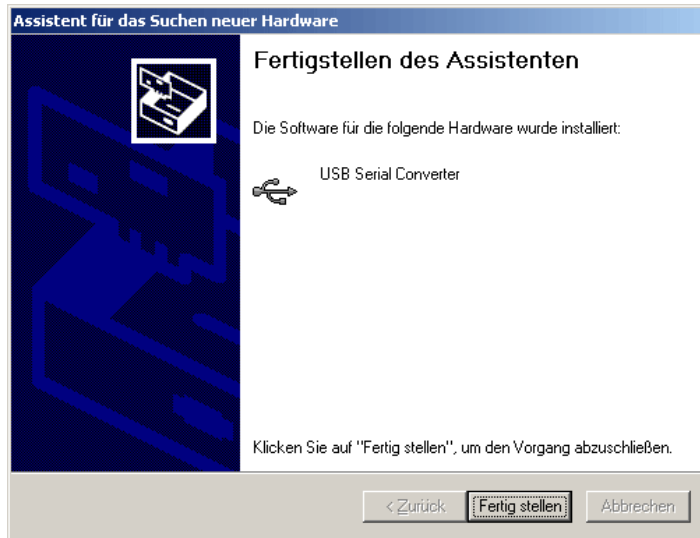 Assistent für das Suchen neuer Hardware
Fertigstellen des Assistenten
Die Software für die folgende Hardware wurde installiert:
USB Serial Converter
Klicken Sie auf "Fertig stellen", um den Vorgang abzuschließen.
< Zurück Fertig stellen Abbrechen